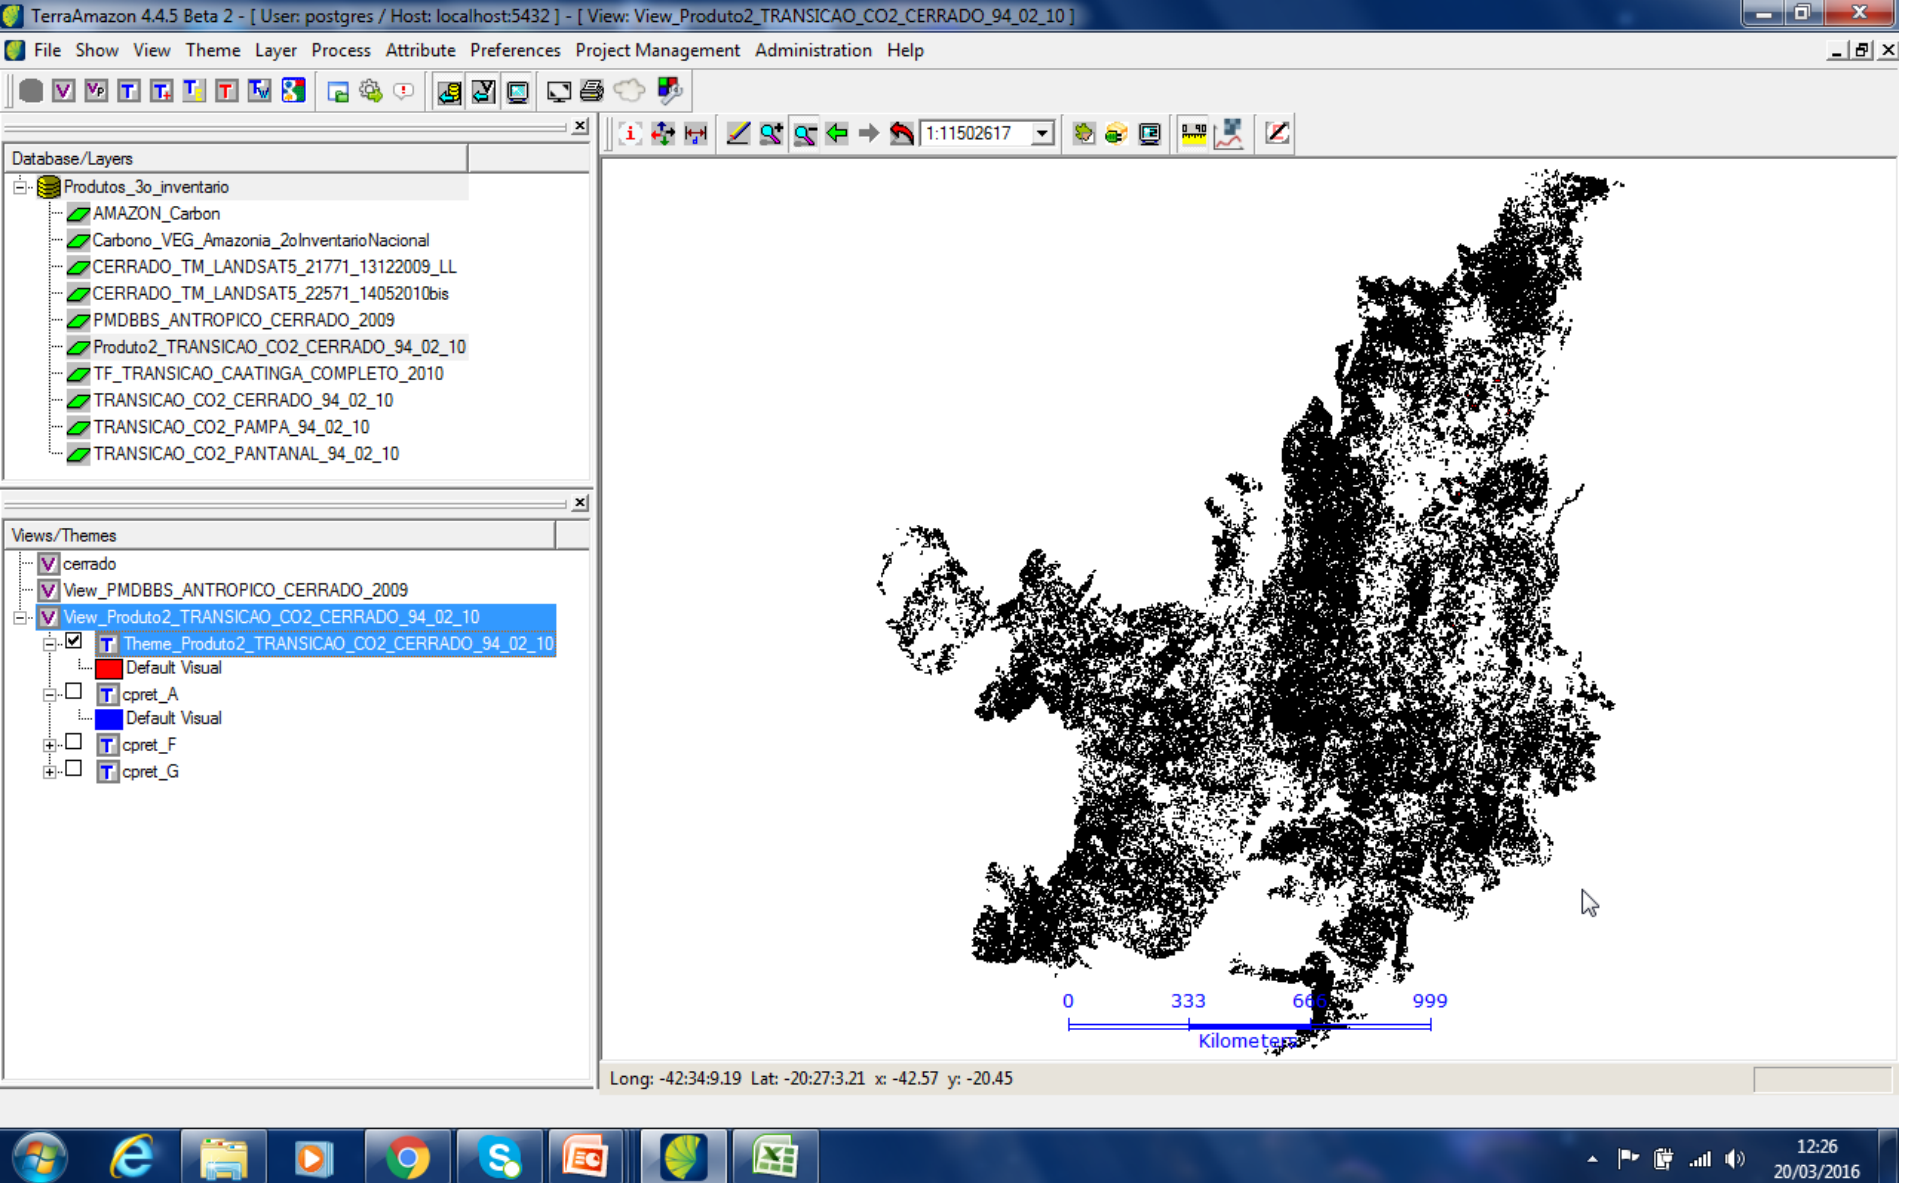 TerraAmazon 4.4.5 Beta 2 - [ User: postgres / Host: localhost:5432 ] - [ View: View_Produto2_TRANSICAO_CO2_CERRADO_94_02_10 ]
File Show View Theme Layer Process Attribute Preferences Project Management Administration Help
1:11502617
Database/Layers
Produtos_3o_inventario
AMAZON_Carbon
Carbono_VEG_Amazonia_2oInventarioNacional
CERRADO_TM_LANDSAT5_21771_13122009_LL
CERRADO_TM_LANDSAT5_22571_14052010bis
PMDBBS_ANTROPICO_CERRADO_2009
Produto2_TRANSICAO_CO2_CERRADO_94_02_10
TF_TRANSICAO_CAATINGA_COMPLETO_2010
TRANSICAO_CO2_CERRADO_94_02_10
TRANSICAO_CO2_PAMPA_94_02_10
TRANSICAO_CO2_PANTANAL_94_02_10
Views/Themes
cerrado
View_PMDBBS_ANTROPICO_CERRADO_2009
View_Produto2_TRANSICAO_CO2_CERRADO_94_02_10
Theme_Produto2_TRANSICAO_CO2_CERRADO_94_02_10
Default Visual
cpret_A
Default Visual
cpret_F
cpret_G
0 333 666 999
Kilometers
Long: -42:34:9.19 Lat: -20:27:3.21 x: -42.57 y: -20.45
12:26
20/03/2016